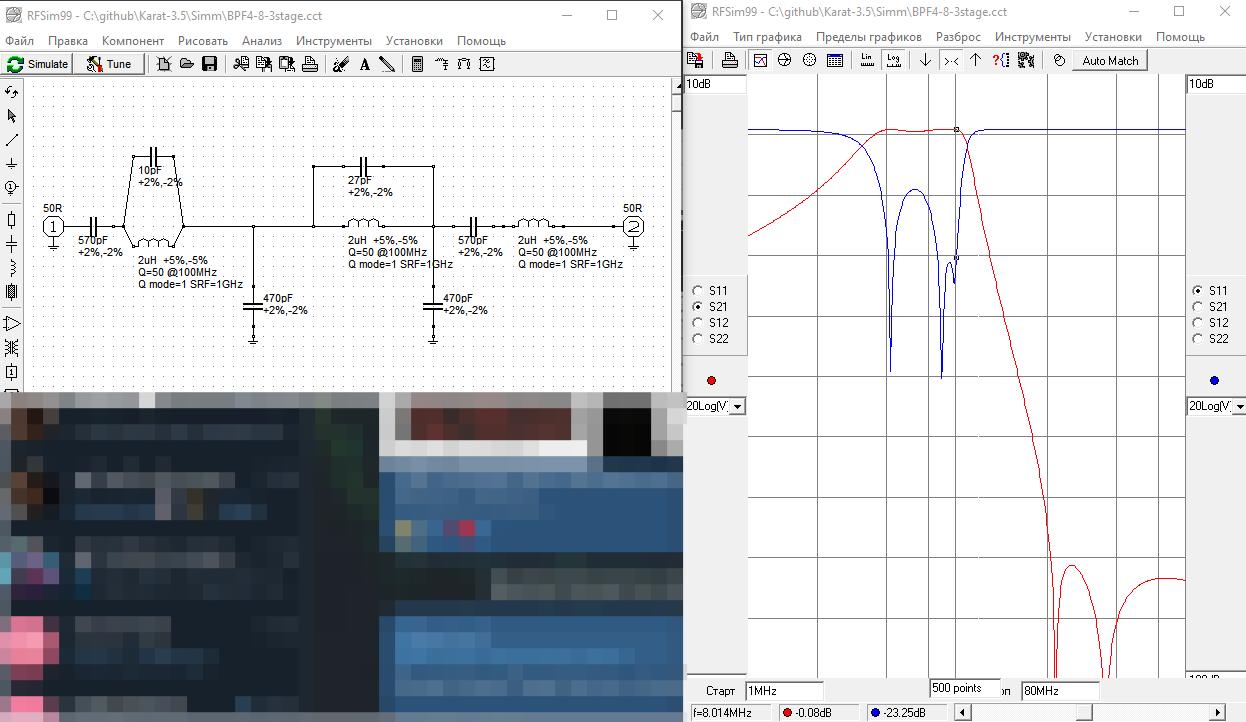 RFSim99 - C:\github\Karat-3.5\Simm\BPF4-8-3stage.cct
Файл Правка Компонент Рисовать Анализ Инструменты Установки Помощь
Simulate Tune
10pF
+2%,-2%
27pF
+2%,-2%
50R
1
570pF
+2%,-2%
2uH +5%,-5%
Q=50 @100MHz
Q mode=1 SRF=1GHz
2uH +5%,-5%
Q=50 @100MHz
Q mode=1 SRF=1GHz
570pF
+2%,-2%
2uH +5%,-5%
Q=50 @100MHz
Q mode=1 SRF=1GHz
50R
2
470pF
+2%,-2%
470pF
+2%,-2%
RFSim99 - C:\github\Karat-3.5\Simm\BPF4-8-3stage.cct
Файл Тип графика Пределы графиков Разброс Инструменты Установки Помощь
Lin Log Auto Match
10dB
10dB
S11
S21
S12
S22
S11
S21
S12
S22
20Log(V)
20Log(V)
Старт 1MHz 500 points 80MHz
f=8.014MHz -0.08dB -23.25dB